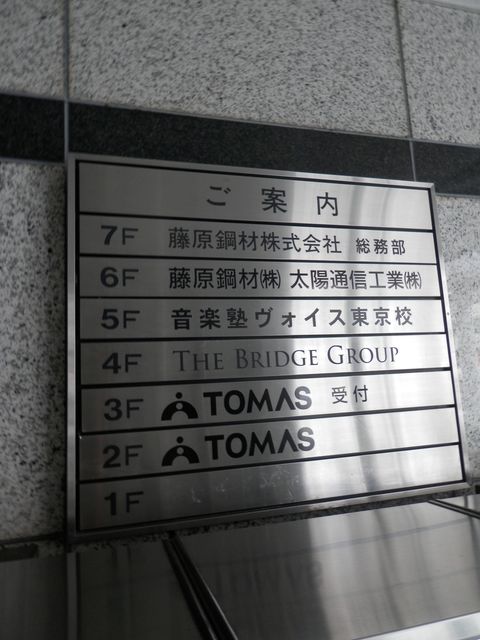 ご案内
7F 藤原鋼材株式会社 総務部
6F 藤原鋼材㈱ 太陽通信工業㈱
5F 音楽塾ヴォイス東京校
4F THE BRIDGE GROUP
3F TOMAS 受付
2F TOMAS
1F